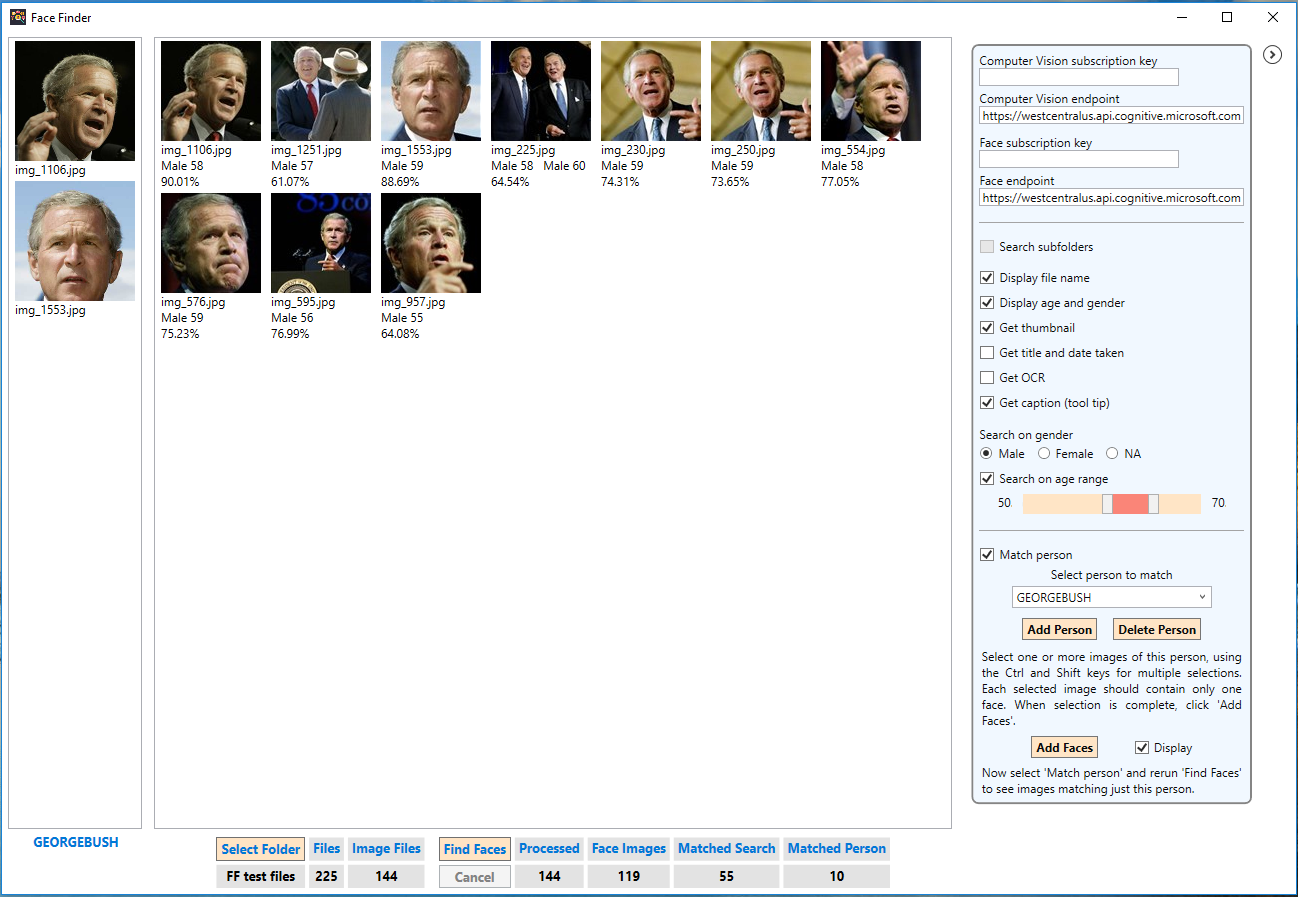 Face Finder
img_1106.jpg
img_1553.jpg
GEORGEBUSH
img_1106.jpg
Male 58
90.01%
img_1251.jpg
Male 57
61.07%
img_1553.jpg
Male 59
88.69%
img_225.jpg
Male 58 Male 60
64.54%
img_230.jpg
Male 59
74.31%
img_250.jpg
Male 59
73.65%
img_554.jpg
Male 58
77.05%
85co
img_576.jpg
Male 59
75.23%
img_595.jpg
Male 56
76.99%
img_957.jpg
Male 55
64.08%
Computer Vision subscription key
Computer Vision endpoint
https://westcentralus.api.cognitive.microsoft.com
Face subscription key
Face endpoint
https://westcentralus.api.cognitive.microsoft.com
Search subfolders
Display file name
Display age and gender
Get thumbnail
Get title and date taken
Get OCR
Get caption (tool tip)
Search on gender
Male Female NA
Search on age range
50 70
Match person
Select person to match
GEORGEBUSH
Add Person Delete Person
Select one or more images of this person, using
the Ctrl and Shift keys for multiple selections.
Each selected image should contain only one
face. When selection is complete, click 'Add
Faces'.
Add Faces Display
Now select 'Match person' and rerun 'Find Faces'
to see images matching just this person.
Select Folder Files Image Files Find Faces Processed Face Images Matched Search Matched Person
FF test files 225 144 Cancel 144 119 55 10